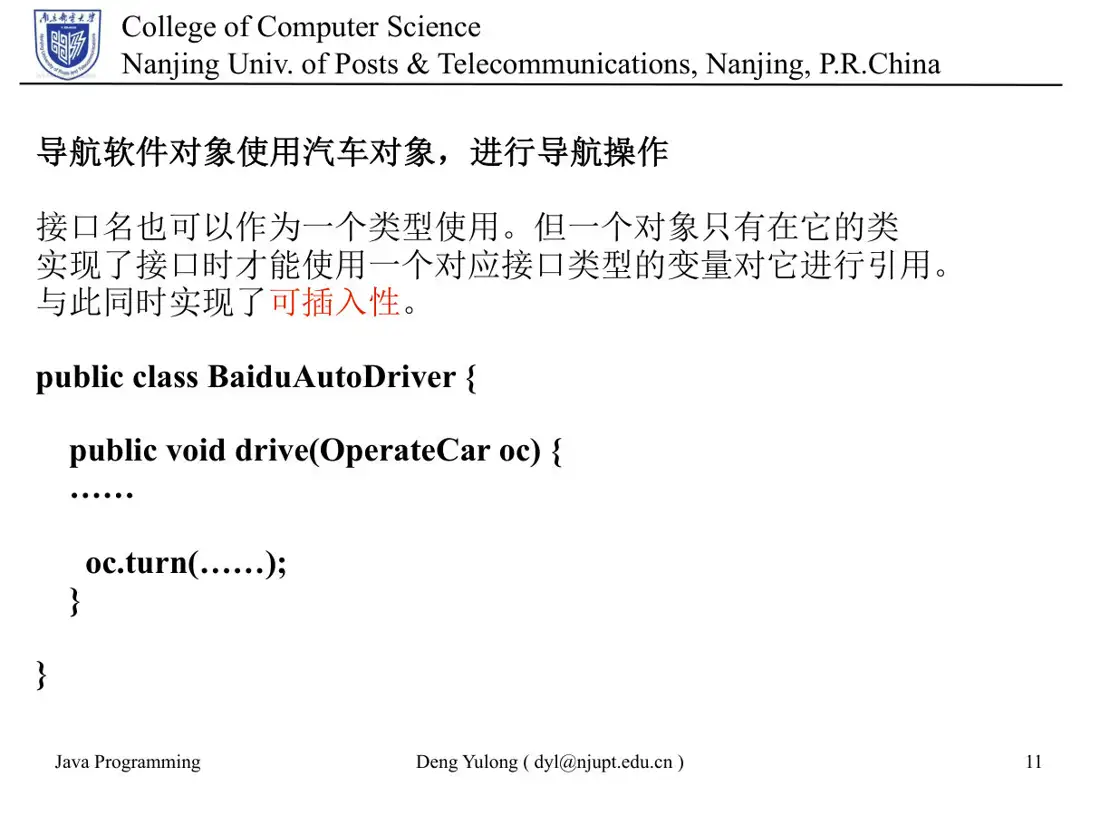 College of Computer Science
Nanjing Univ. of Posts & Telecommunications, Nanjing, P.R.China
导航软件对象使用汽车对象，进行导航操作
接口名也可以作为一个类型使用。但一个对象只有在它的类
实现了接口时才能使用一个对应接口类型的变量对它进行引用。
与此同时实现了可插入性。
public class BaiduAutoDriver {
public void drive(OperateCar oc) {
……
oc.turn(……);
}
}
Java Programming
Deng Yulong ( dyl@njupt.edu.cn )
11